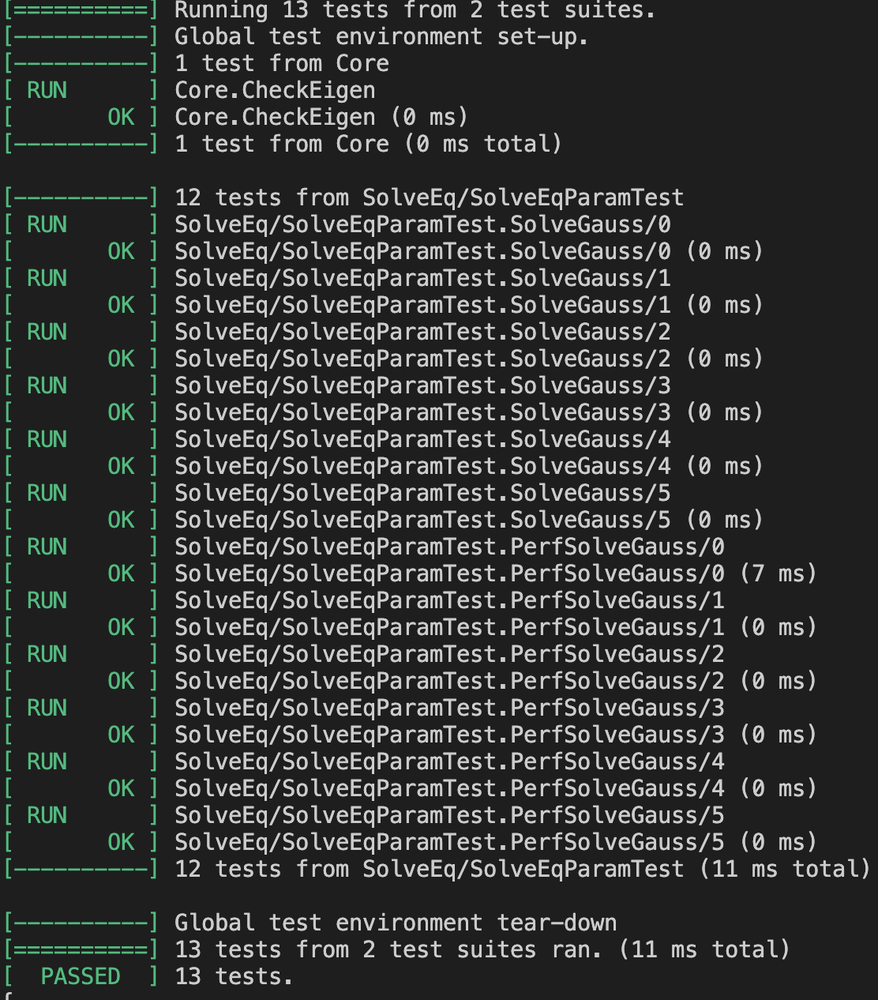 [==========] Running 13 tests from 2 test suites.
[----------] Global test environment set-up.
[----------] 1 test from Core
[ RUN      ] Core.CheckEigen
[       OK ] Core.CheckEigen (0 ms)
[----------] 1 test from Core (0 ms total)

[----------] 12 tests from SolveEq/SolveEqParamTest
[ RUN      ] SolveEq/SolveEqParamTest.SolveGauss/0
[       OK ] SolveEq/SolveEqParamTest.SolveGauss/0 (0 ms)
[ RUN      ] SolveEq/SolveEqParamTest.SolveGauss/1
[       OK ] SolveEq/SolveEqParamTest.SolveGauss/1 (0 ms)
[ RUN      ] SolveEq/SolveEqParamTest.SolveGauss/2
[       OK ] SolveEq/SolveEqParamTest.SolveGauss/2 (0 ms)
[ RUN      ] SolveEq/SolveEqParamTest.SolveGauss/3
[       OK ] SolveEq/SolveEqParamTest.SolveGauss/3 (0 ms)
[ RUN      ] SolveEq/SolveEqParamTest.SolveGauss/4
[       OK ] SolveEq/SolveEqParamTest.SolveGauss/4 (0 ms)
[ RUN      ] SolveEq/SolveEqParamTest.SolveGauss/5
[       OK ] SolveEq/SolveEqParamTest.SolveGauss/5 (0 ms)
[ RUN      ] SolveEq/SolveEqParamTest.PerfSolveGauss/0
[       OK ] SolveEq/SolveEqParamTest.PerfSolveGauss/0 (7 ms)
[ RUN      ] SolveEq/SolveEqParamTest.PerfSolveGauss/1
[       OK ] SolveEq/SolveEqParamTest.PerfSolveGauss/1 (0 ms)
[ RUN      ] SolveEq/SolveEqParamTest.PerfSolveGauss/2
[       OK ] SolveEq/SolveEqParamTest.PerfSolveGauss/2 (0 ms)
[ RUN      ] SolveEq/SolveEqParamTest.PerfSolveGauss/3
[       OK ] SolveEq/SolveEqParamTest.PerfSolveGauss/3 (0 ms)
[ RUN      ] SolveEq/SolveEqParamTest.PerfSolveGauss/4
[       OK ] SolveEq/SolveEqParamTest.PerfSolveGauss/4 (0 ms)
[ RUN      ] SolveEq/SolveEqParamTest.PerfSolveGauss/5
[       OK ] SolveEq/SolveEqParamTest.PerfSolveGauss/5 (0 ms)
[----------] 12 tests from SolveEq/SolveEqParamTest (11 ms total)

[----------] Global test environment tear-down
[==========] 13 tests from 2 test suites ran. (11 ms total)
[  PASSED  ] 13 tests.